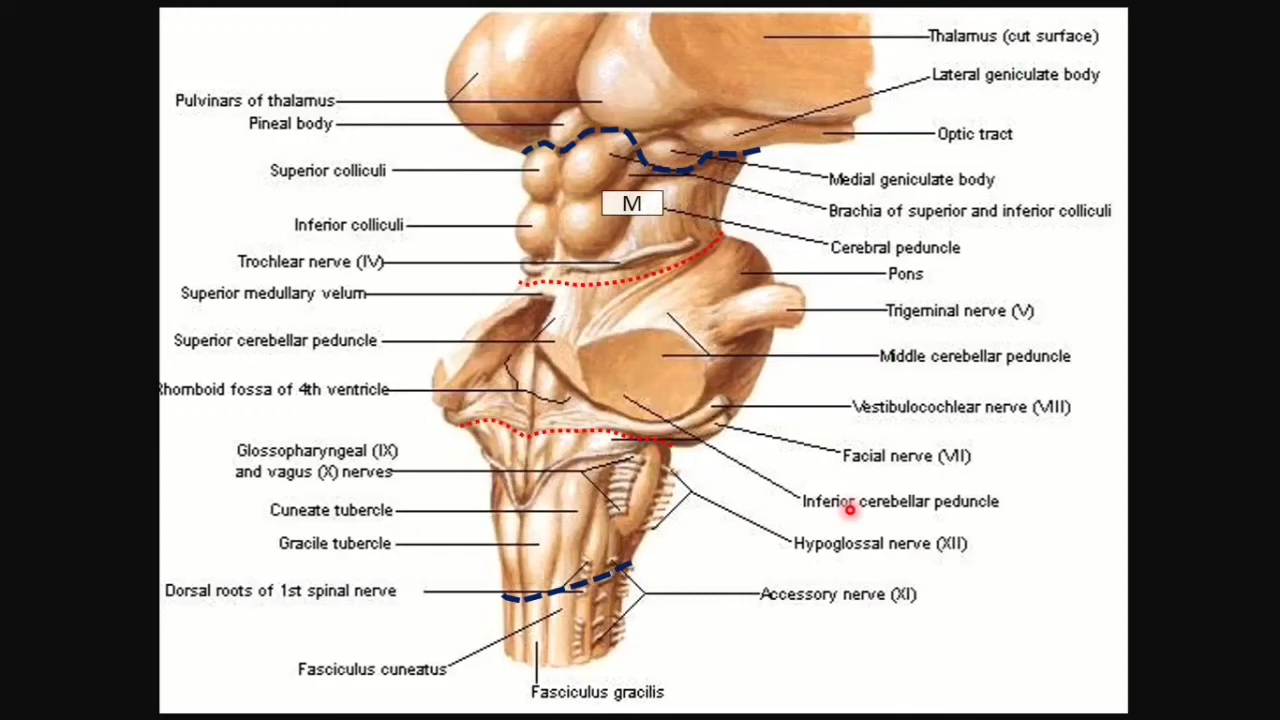 Thalamus (cut surface)
Lateral geniculate body
Pulvinars of thalamus
Pineal body
Optic tract
Superior colliculi
Medial geniculate body
M
Brachia of superior and inferior colliculi
Inferior colliculi
Cerebral peduncle
Trochlear nerve (IV)
Pons
Superior medullary velum
Trigeminal nerve (V)
Superior cerebellar peduncle
Middle cerebellar peduncle
Rhomboid fossa of 4th ventricle
Vestibulocochlear nerve (VIII)
Glossopharyngeal (IX)
and vagus (X) nerves
Facial nerve (VII)
Inferior cerebellar peduncle
Cuneate tubercle
Gracile tubercle
Hypoglossal nerve (XII)
Dorsal roots of 1st spinal nerve
Accessory nerve (XI)
Fasciculus cuneatus
Fasciculus gracilis